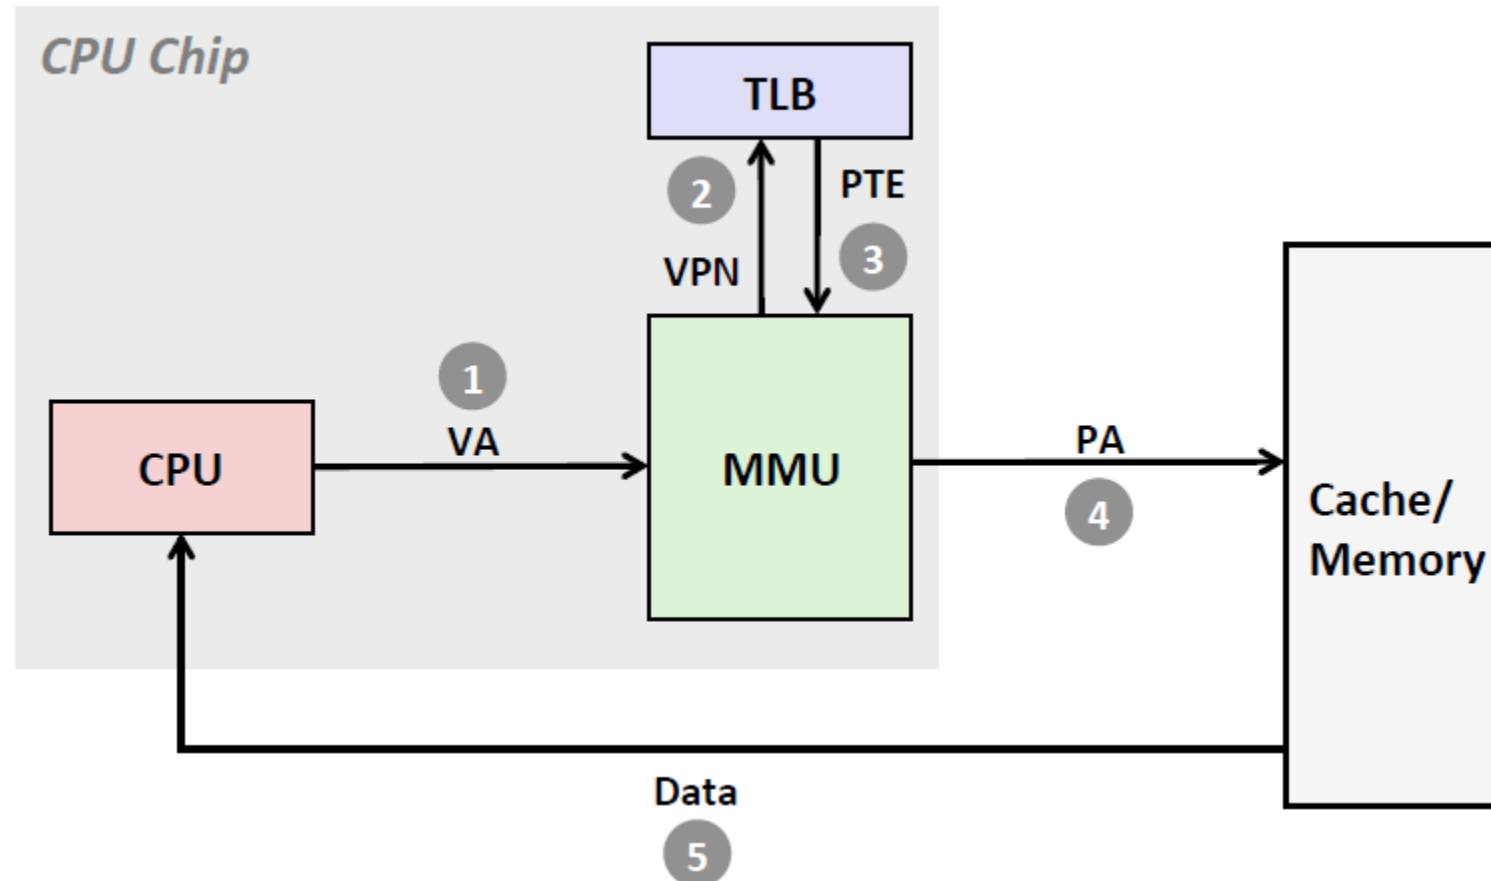 CPU Chip
TLB
2
PTE
VPN
3
1
VA
CPU
MMU
PA
4
Cache/
Memory
Data
5